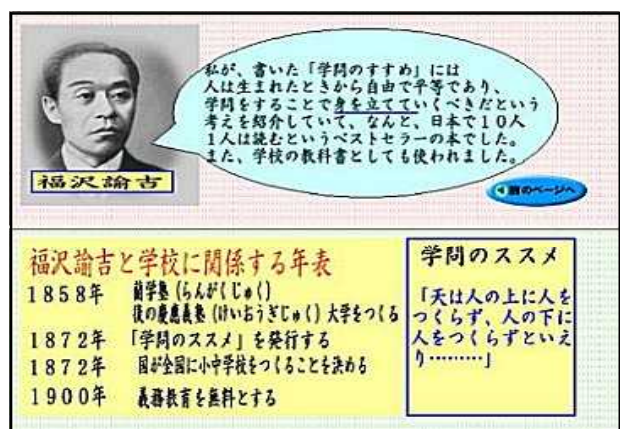 私が、書いた「学問のすすめ」には
人は生まれたときから自由で平等であり、
学問をすることで身を立てていくべきだという
考えを紹介していて、なんと、日本で10人
1人は読むというベストセラーの本でした。
また、学校の教科書としても使われました。
福沢諭吉
前のページへ
福沢諭吉と学校に関係する年表
1858年 蘭学塾(らんがくじゅく)
後の慶應義塾(けいおうぎじゅく)大学をつくる
1872年 「学問のススメ」を発行する
1872年 国が全国に小中学校をつくることを決める
1900年 義務教育を無料とする
学問のススメ
「天は人の上に人を
つくらず、人の下に
人をつくらずといえ
り………」